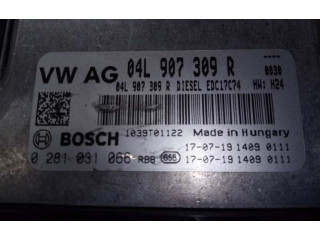 VW AG 04L 907 309 R
04L 907 309 R DIESEL EDC17C74 HW: H24
BOSCH 1039T01122 Made in Hungary
0 281 031 066 RBB 17-07-19 1409 0111
17-07-19 1409 0111